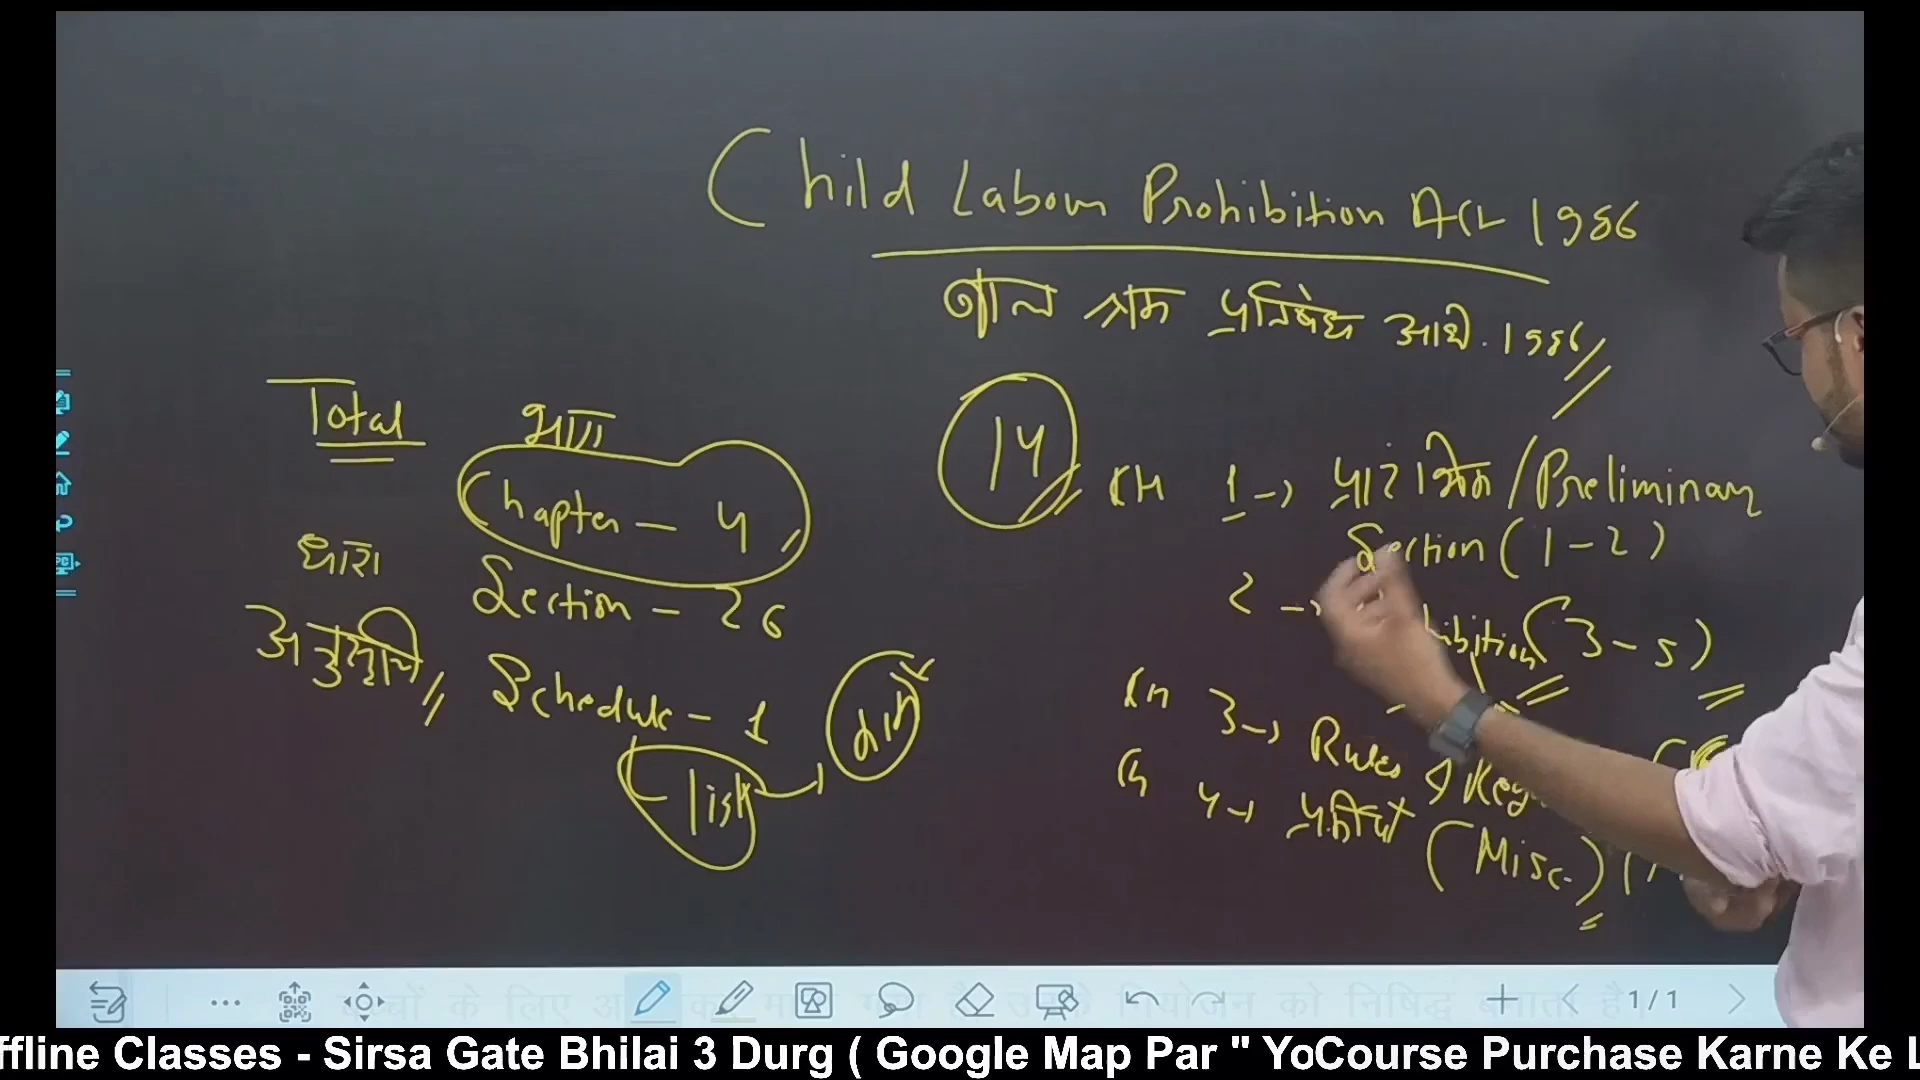 Child Labour Prohibition Act 1986
बाल श्रम प्रतिषेध अधि. 1986
Total भाग
Chapter - 4
धारा Section - 26
अनुसूची Schedule - 1
list
14
CH 1 → प्रारंभिक / Preliminary
Section (1-2)
2 → (3-5)
CH 3 → Rules &
CH 4 → प्रकीर्ण (Misc.)
1/1
ffline Classes - Sirsa Gate Bhilai 3 Durg ( Google Map Par " YoCourse Purchase Karne Ke L